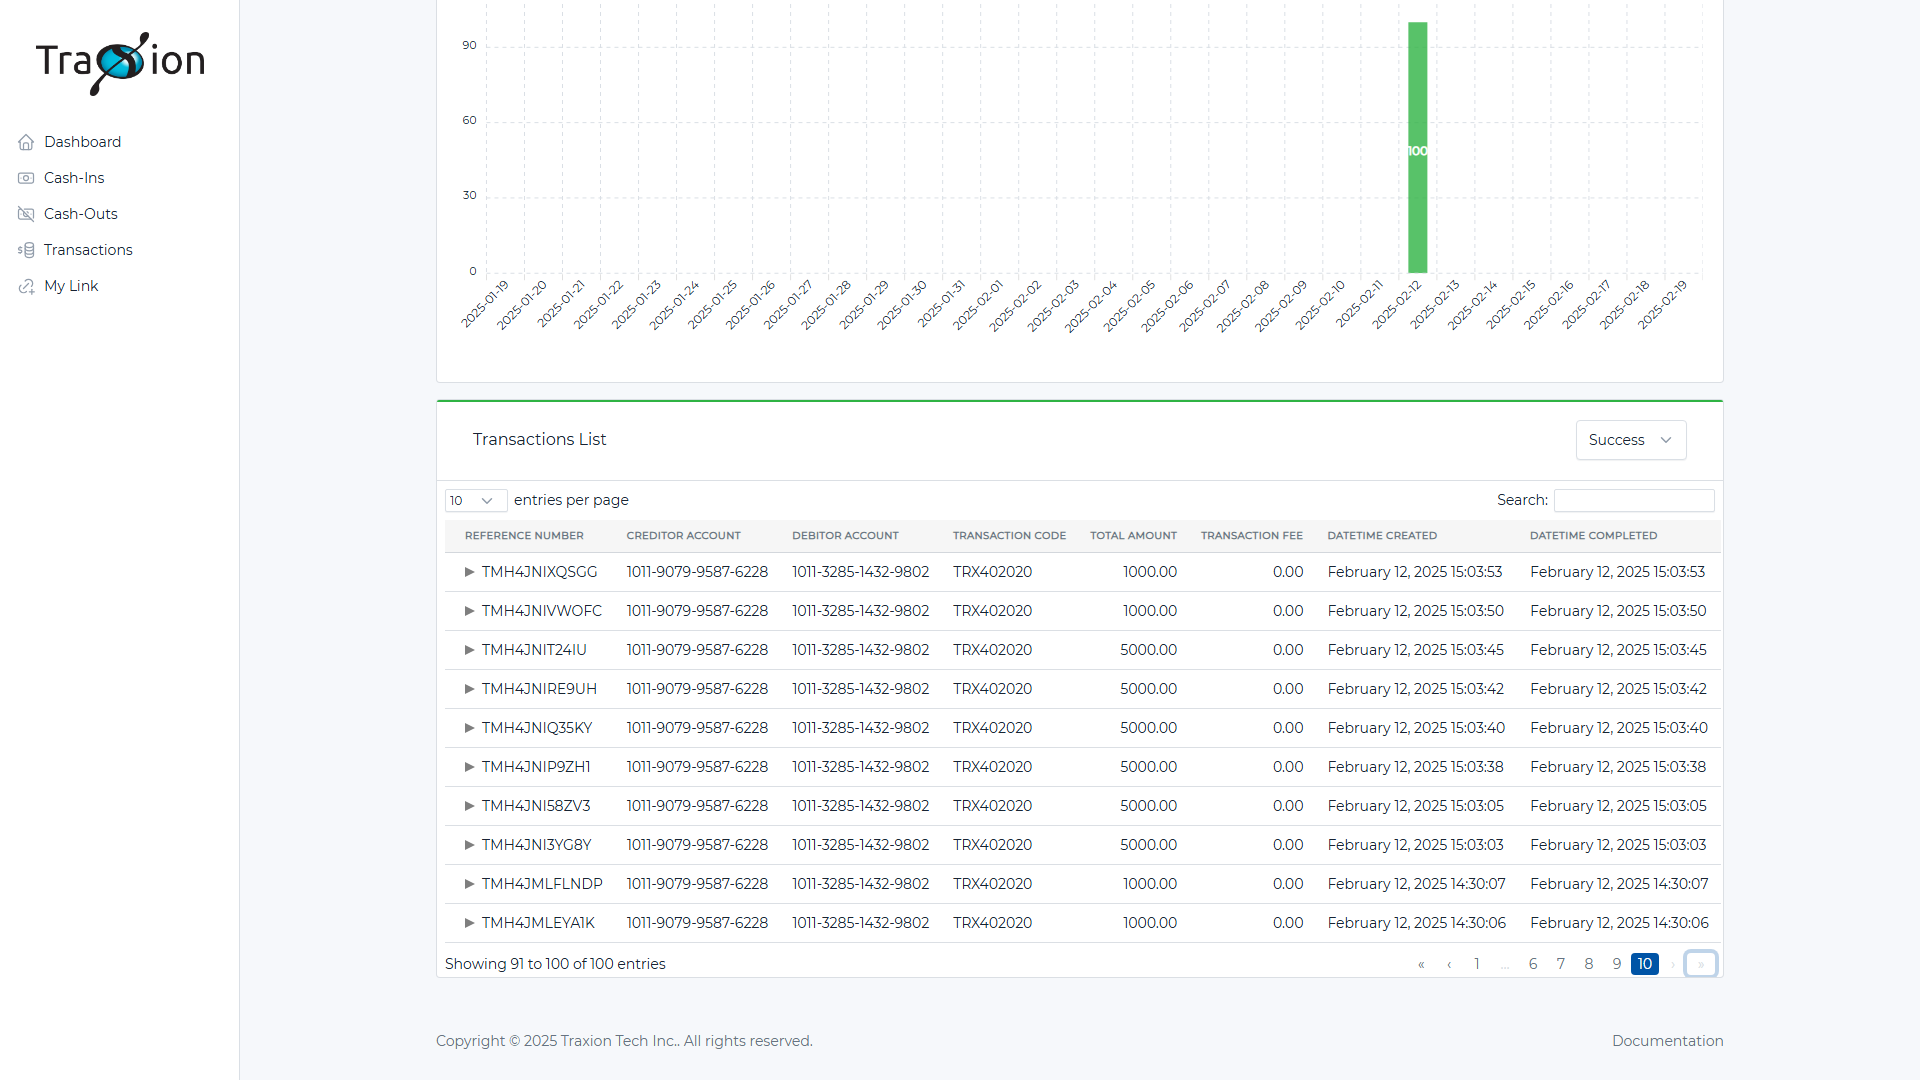 Traxion
Dashboard
Cash-Ins
Cash-Outs
Transactions
My Link
90
60
30
0
100
2025-01-19 2025-01-20 2025-01-21 2025-01-22 2025-01-23 2025-01-24 2025-01-25 2025-01-26 2025-01-27 2025-01-28 2025-01-29 2025-01-30 2025-01-31 2025-02-01 2025-02-02 2025-02-03 2025-02-04 2025-02-05 2025-02-06 2025-02-07 2025-02-08 2025-02-09 2025-02-10 2025-02-11 2025-02-12 2025-02-13 2025-02-14 2025-02-15 2025-02-16 2025-02-17 2025-02-18 2025-02-19
Transactions List Success
10 entries per page Search:
REFERENCE NUMBER CREDITOR ACCOUNT DEBITOR ACCOUNT TRANSACTION CODE TOTAL AMOUNT TRANSACTION FEE DATETIME CREATED DATETIME COMPLETED
TMH4JNIXQSGG 1011-9079-9587-6228 1011-3285-1432-9802 TRX402020 1000.00 0.00 February 12, 2025 15:03:53 February 12, 2025 15:03:53
TMH4JNIVWOFC 1011-9079-9587-6228 1011-3285-1432-9802 TRX402020 1000.00 0.00 February 12, 2025 15:03:50 February 12, 2025 15:03:50
TMH4JNIT24IU 1011-9079-9587-6228 1011-3285-1432-9802 TRX402020 5000.00 0.00 February 12, 2025 15:03:45 February 12, 2025 15:03:45
TMH4JNIRE9UH 1011-9079-9587-6228 1011-3285-1432-9802 TRX402020 5000.00 0.00 February 12, 2025 15:03:42 February 12, 2025 15:03:42
TMH4JNIQ35KY 1011-9079-9587-6228 1011-3285-1432-9802 TRX402020 5000.00 0.00 February 12, 2025 15:03:40 February 12, 2025 15:03:40
TMH4JNIP9ZH1 1011-9079-9587-6228 1011-3285-1432-9802 TRX402020 5000.00 0.00 February 12, 2025 15:03:38 February 12, 2025 15:03:38
TMH4JNI58ZV3 1011-9079-9587-6228 1011-3285-1432-9802 TRX402020 5000.00 0.00 February 12, 2025 15:03:05 February 12, 2025 15:03:05
TMH4JNI3YG8Y 1011-9079-9587-6228 1011-3285-1432-9802 TRX402020 5000.00 0.00 February 12, 2025 15:03:03 February 12, 2025 15:03:03
TMH4JMLFLNDP 1011-9079-9587-6228 1011-3285-1432-9802 TRX402020 1000.00 0.00 February 12, 2025 14:30:07 February 12, 2025 14:30:07
TMH4JMLEYA1K 1011-9079-9587-6228 1011-3285-1432-9802 TRX402020 1000.00 0.00 February 12, 2025 14:30:06 February 12, 2025 14:30:06
Showing 91 to 100 of 100 entries « ‹ 1 … 6 7 8 9 10 › »
Copyright © 2025 Traxion Tech Inc.. All rights reserved. Documentation